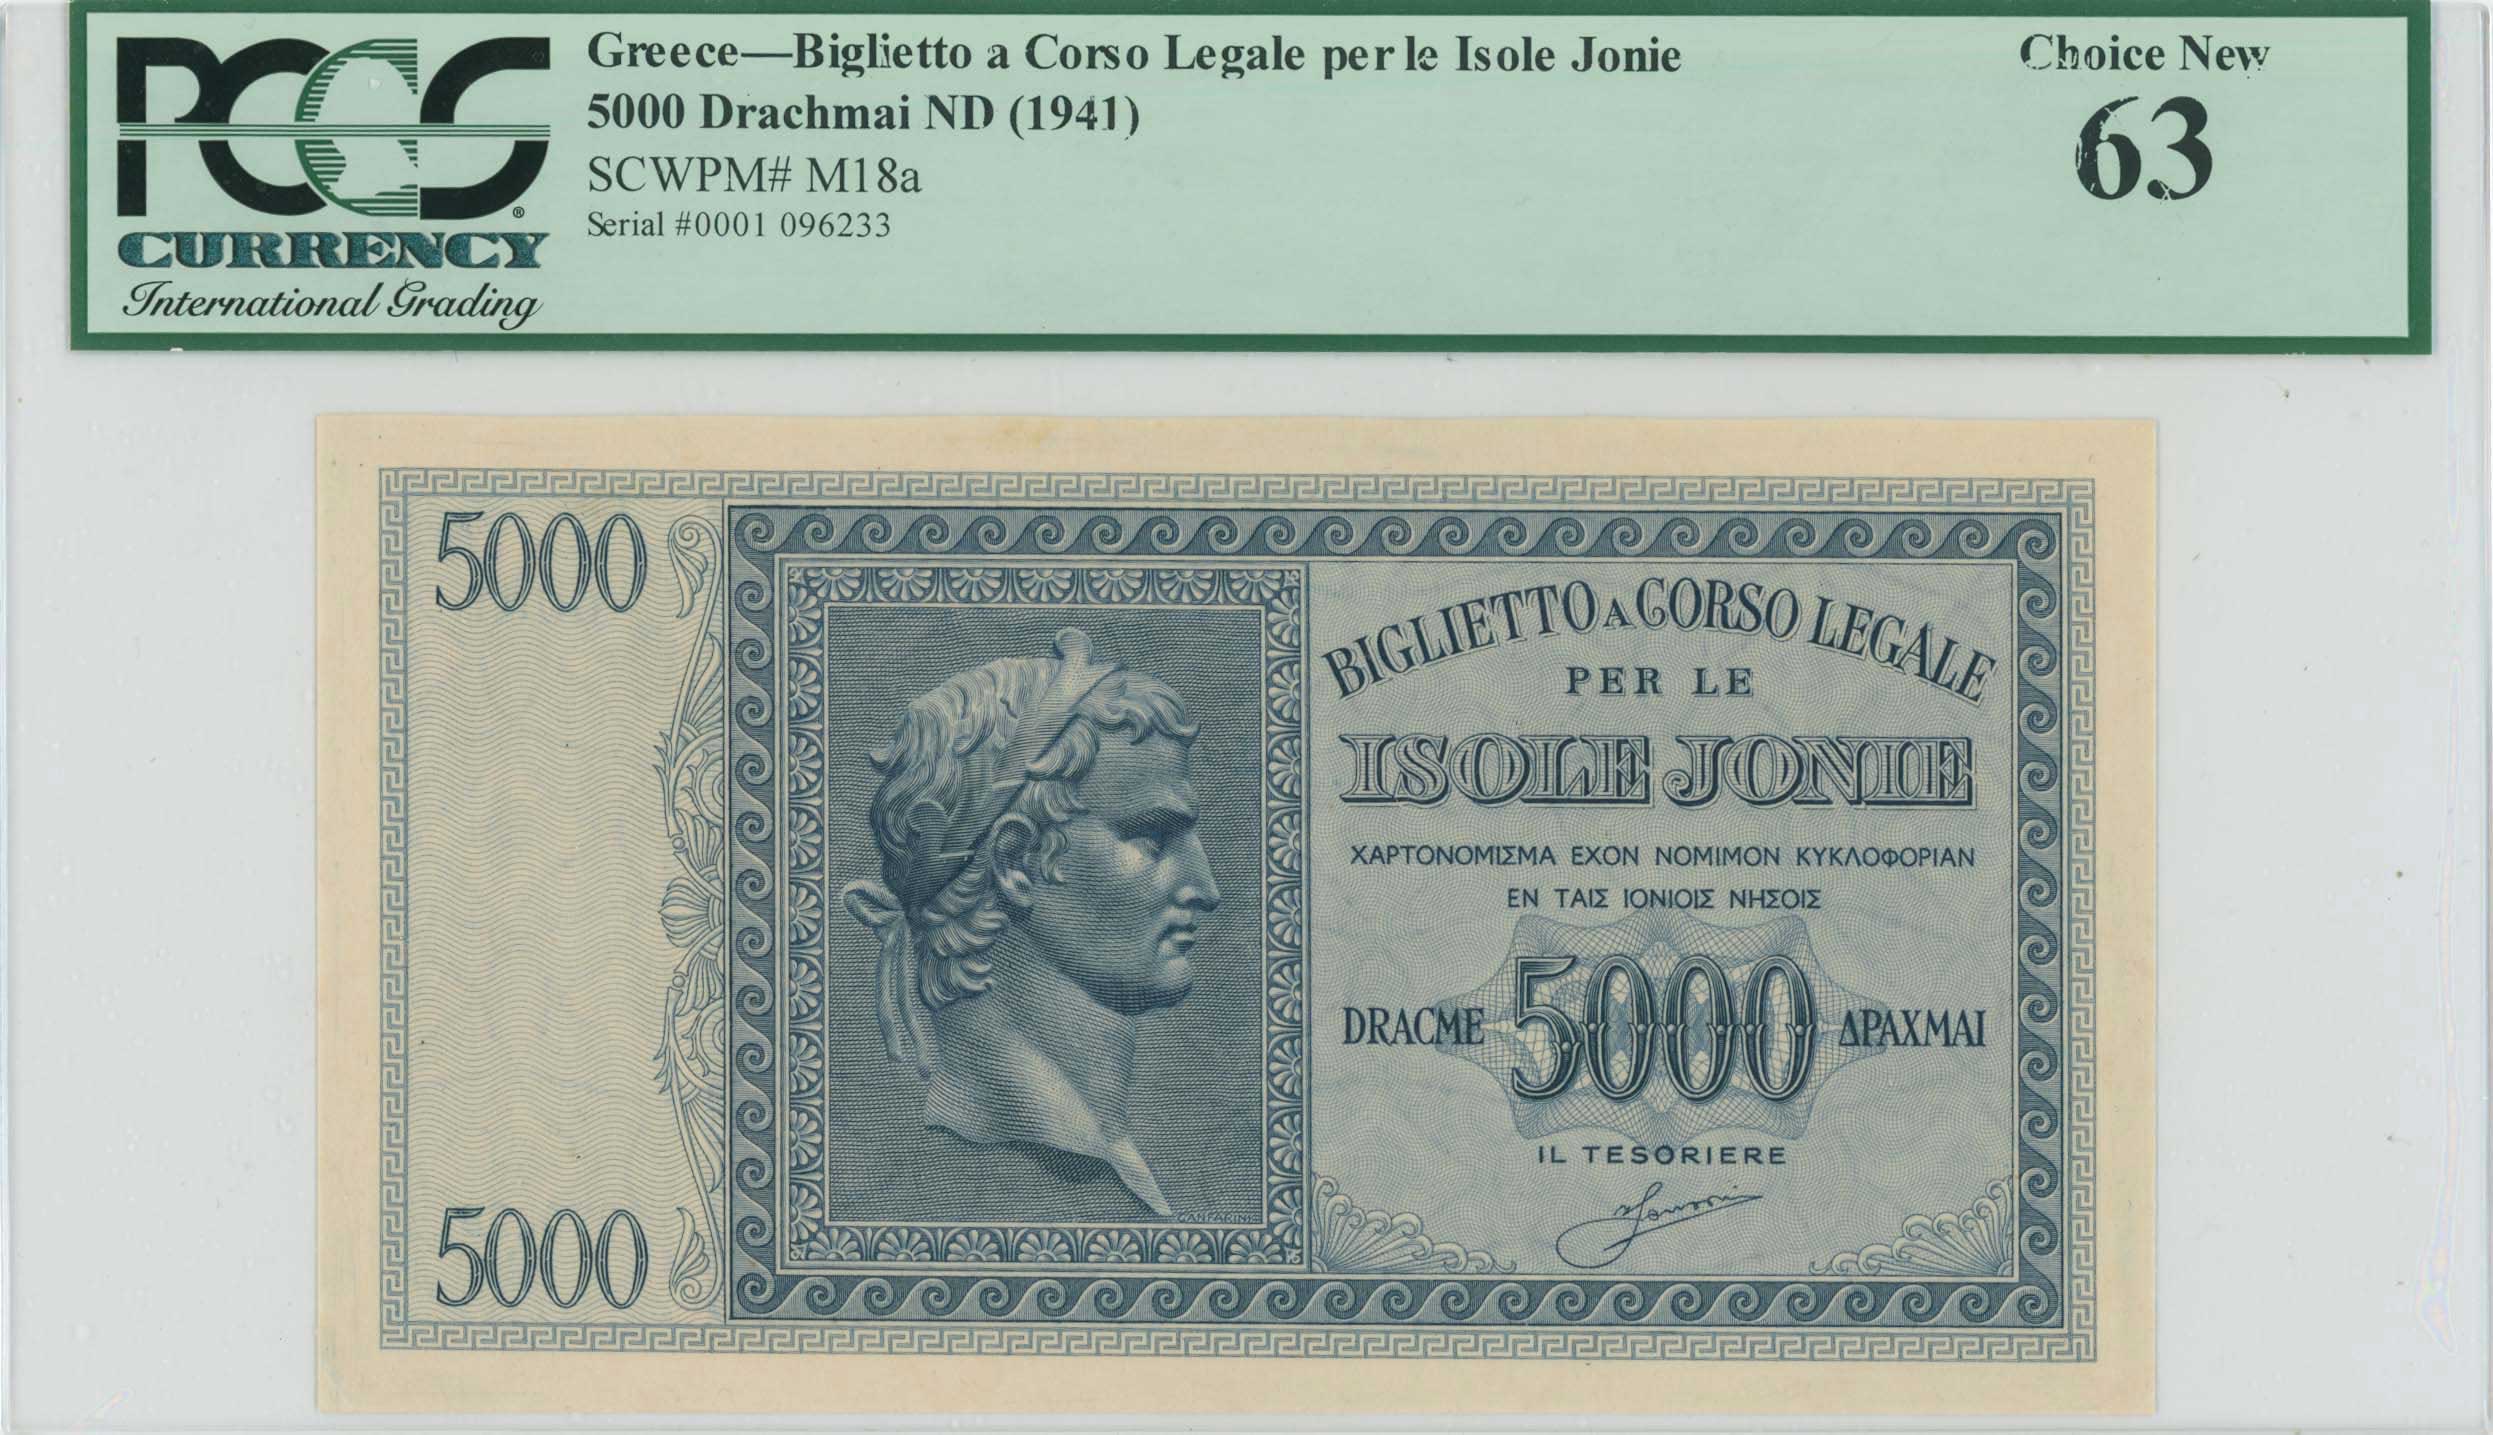 PCGS
®
CURRENCY
International Grading
Greece—Biglietto a Corso Legale per le Isole Jonie
5000 Drachmai ND (1941)
SCWPM# M18a
Serial #0001 096233
Choice New
63
5000
5000
BIGLIETTO A CORSO LEGALE
PER LE
ISOLE JONIE
ΧΑΡΤΟΝΟΜΙΣΜΑ ΕΧΟΝ ΝΟΜΙΜΟΝ ΚΥΚΛΟΦΟΡΙΑΝ
ΕΝ ΤΑΙΣ ΙΟΝΙΟΙΣ ΝΗΣΟΙΣ
DRACME 5000 ΔΡΑΧΜΑΙ
IL TESORIERE
CANFARINI